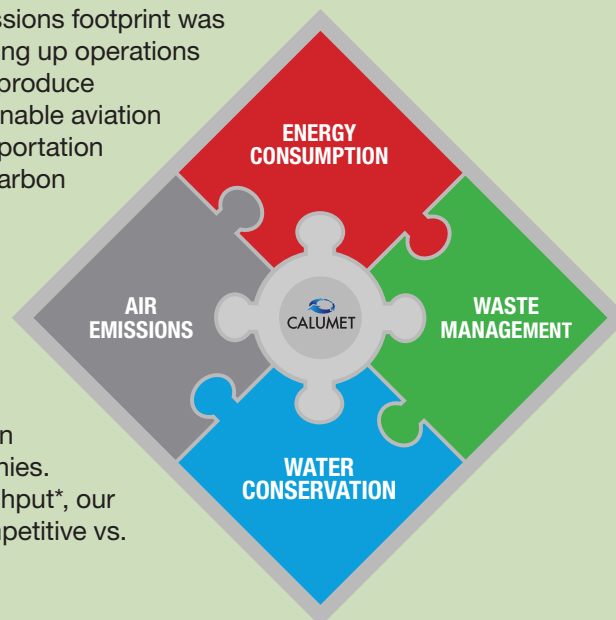 ssions footprint was
ing up operations
produce
nable aviation
portation
arbon
n
nies.
hput*, our
petitive vs.
ENERGY
CONSUMPTION
AIR
EMISSIONS
CALUMET
WASTE
MANAGEMENT
WATER
CONSERVATION